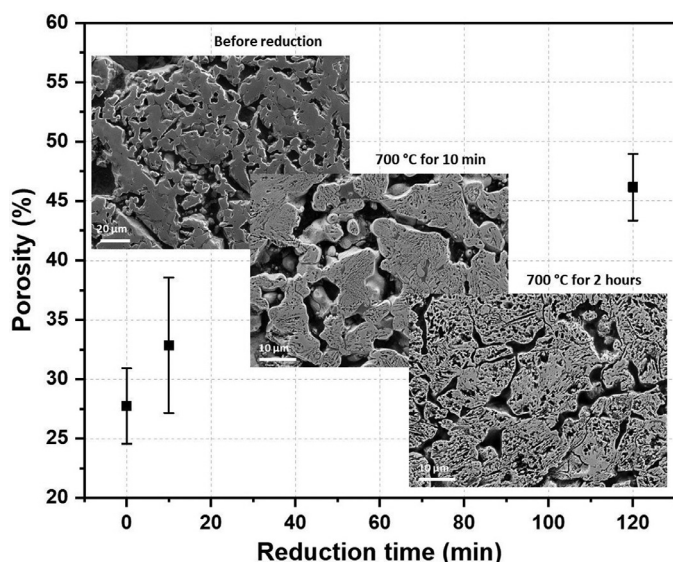 60
55
50
45
40
35
30
25
20
Porosity (%)
Before reduction
20 µm
700 °C for 10 min
10 µm
700 °C for 2 hours
10 µm
0 20 40 60 80 100 120
Reduction time (min)